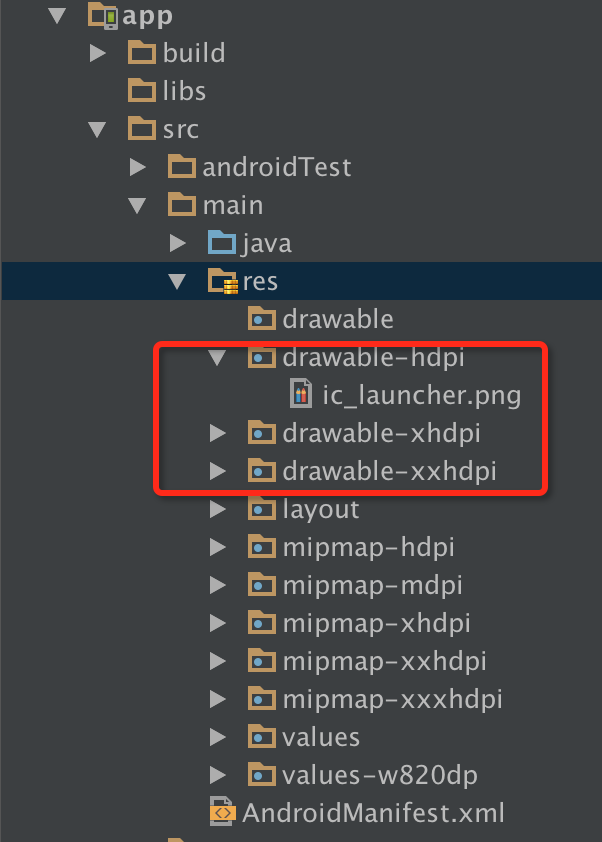 app
build
libs
src
androidTest
main
java
res
drawable
drawable-hdpi
ic_launcher.png
drawable-xhdpi
drawable-xxhdpi
layout
mipmap-hdpi
mipmap-mdpi
mipmap-xhdpi
mipmap-xxhdpi
mipmap-xxxhdpi
values
values-w820dp
AndroidManifest.xml